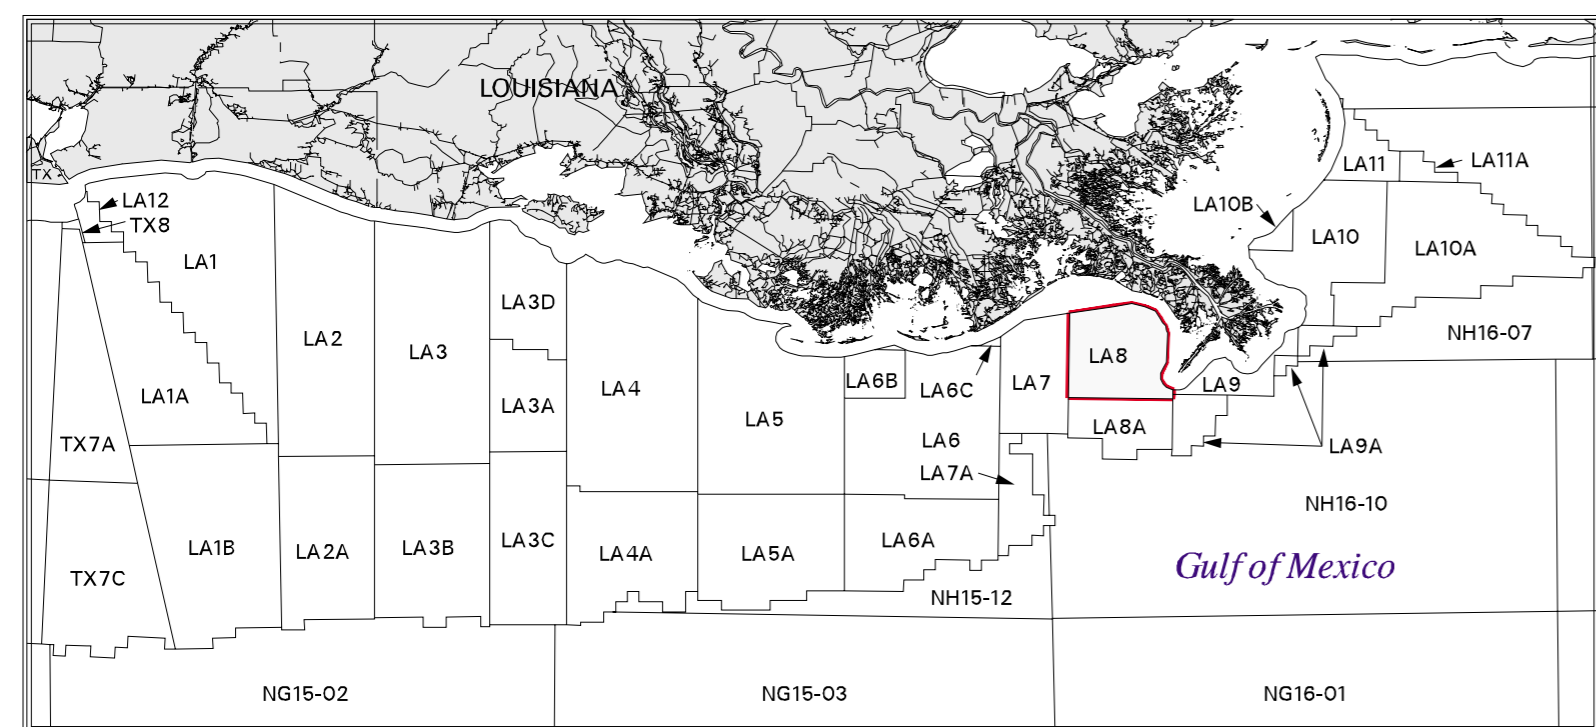 LOUISIANA
TX
LA11
LA11A
LA12
LA10B
TX8
LA10
LA10A
LA1
LA3D
LA2
LA3
NH16-07
LA8
LA6B
LA6C
LA7
LA9
LA4
LA1A
LA3A
LA5
LA8A
TX7A
LA6
LA9A
LA7A
NH16-10
LA1B
LA2A
LA3B
LA3C
LA4A
LA5A
LA6A
Gulf of Mexico
TX7C
NH15-12
NG15-02
NG15-03
NG16-01